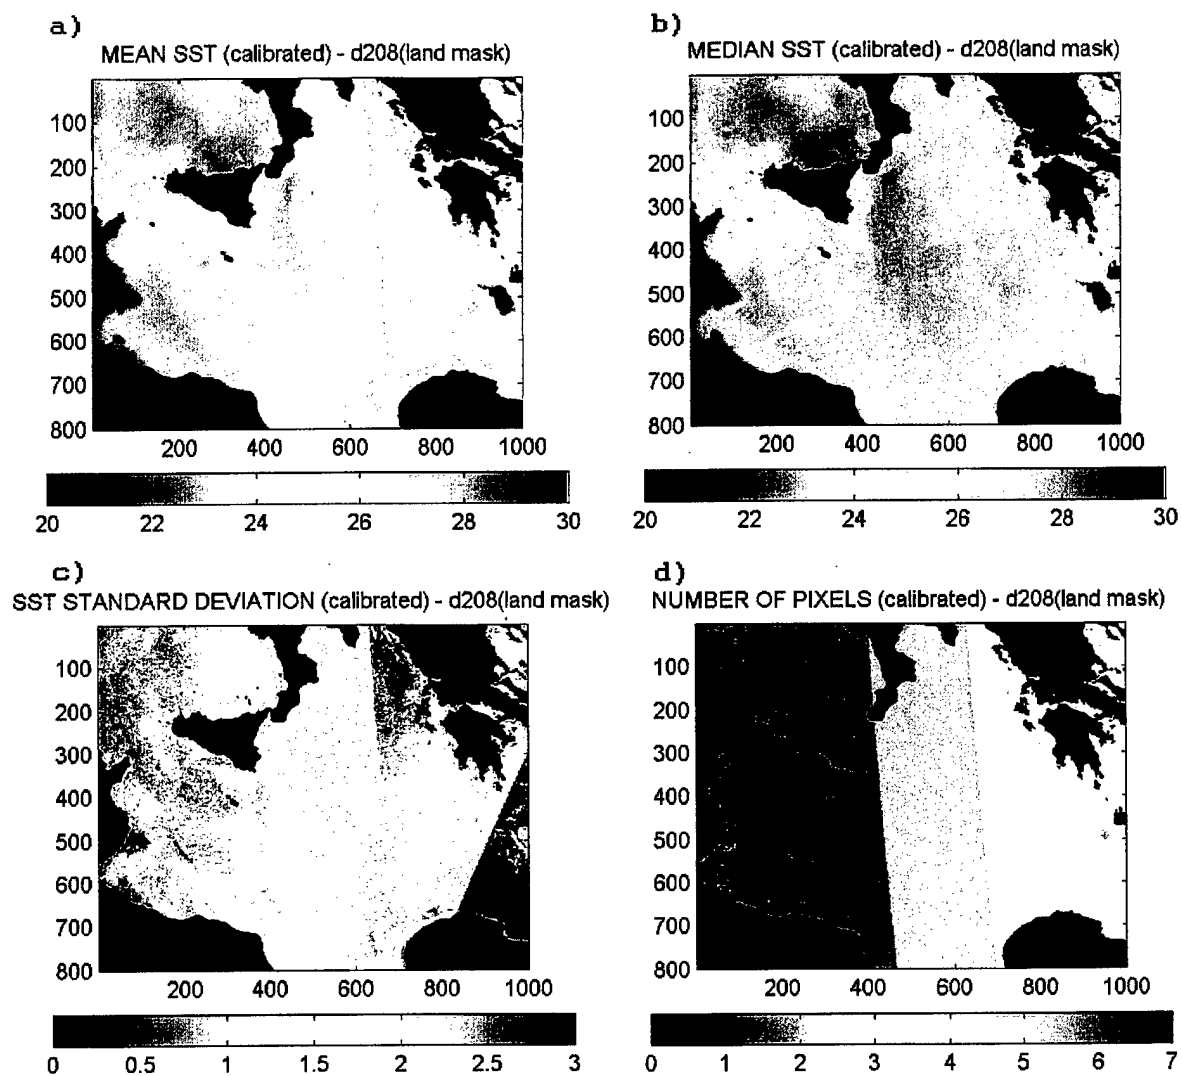 a)
MEAN SST (calibrated) - d208(land mask)
100
200
300
400
500
600
700
800
200 400 600 800 1000
20 22 24 26 28 30
b)
MEDIAN SST (calibrated) - d208(land mask)
100
200
300
400
500
600
700
800
200 400 600 800 1000
20 22 24 26 28 30
c)
SST STANDARD DEVIATION (calibrated) - d208(land mask)
100
200
300
400
500
600
700
800
200 400 600 800 1000
0 0.5 1 1.5 2 2.5 3
d)
NUMBER OF PIXELS (calibrated) - d208(land mask)
100
200
300
400
500
600
700
800
200 400 600 800 1000
0 1 2 3 4 5 6 7